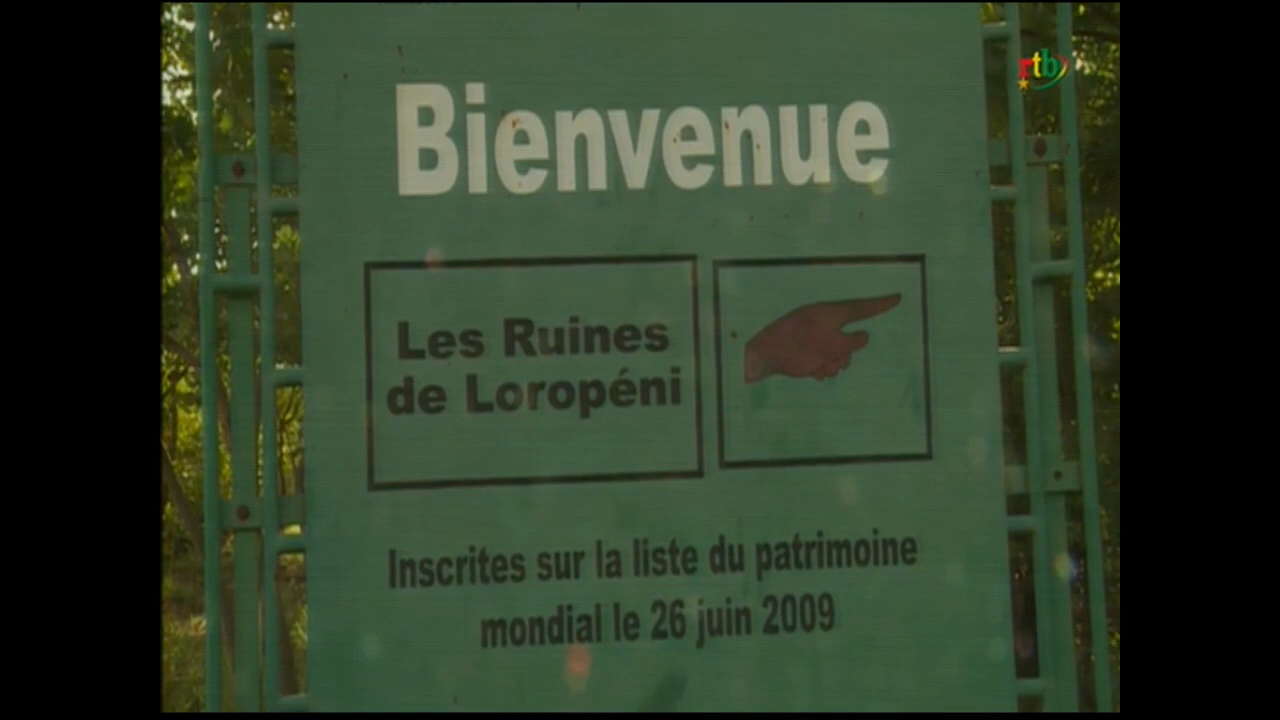 rtb
Bienvenue
Les Ruines
de Loropéni
Inscrites sur la liste du patrimoine
mondial le 26 juin 2009